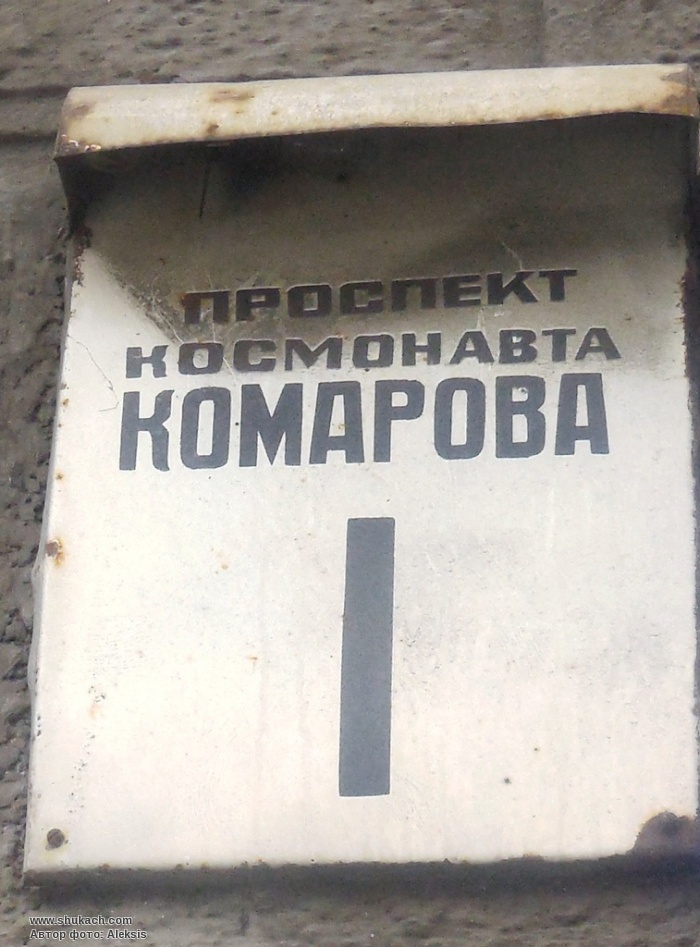 ПРОСПЕКТ
КОСМОНАВТА
КОМАРОВА
1
www.shukach.com
Автор фото: Aleksis